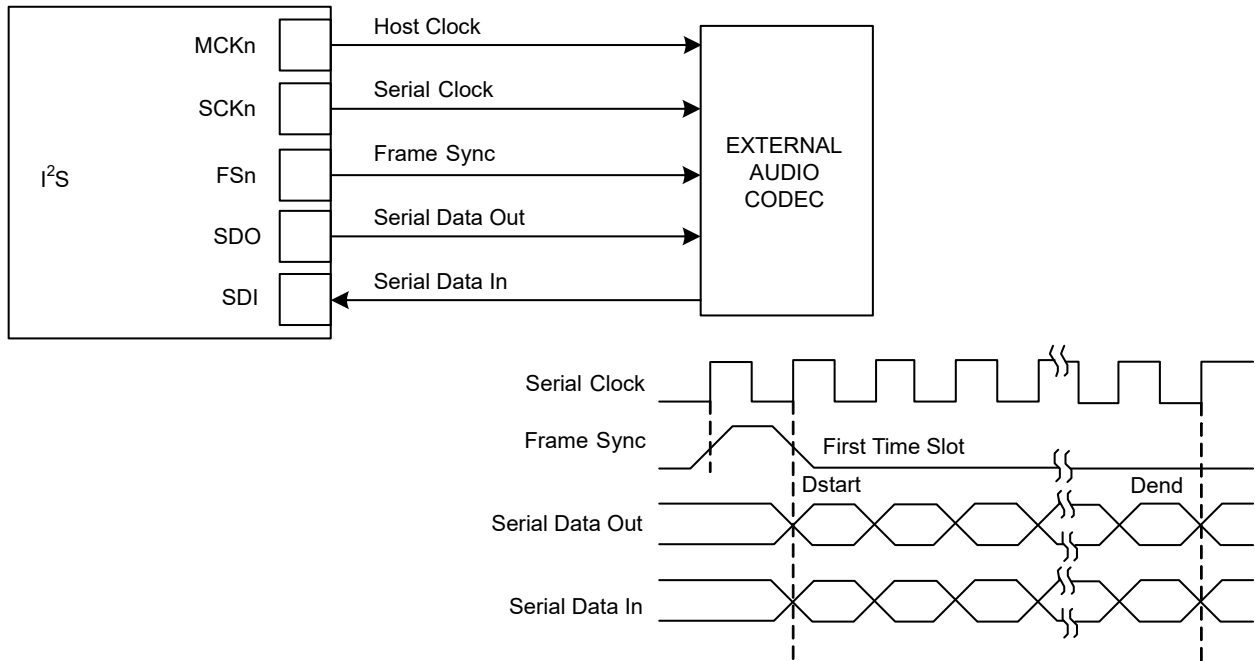 MCKn
Host Clock
SCKn
Serial Clock
I²S
FSn
Frame Sync
EXTERNAL
AUDIO
CODEC
SDO
Serial Data Out
SDI
Serial Data In
Serial Clock
Frame Sync
First Time Slot
Dstart
Dend
Serial Data Out
Serial Data In